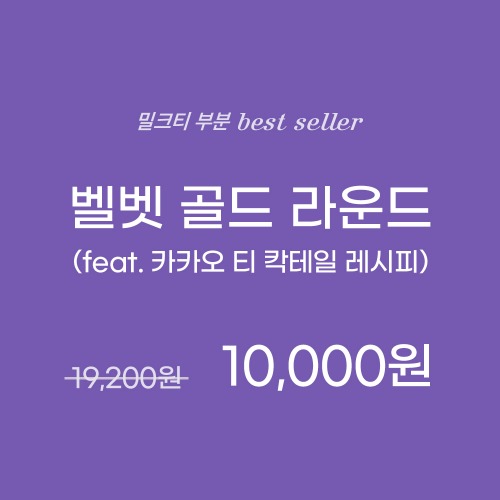 밀크티 부분 best seller
벨벳 골드 라운드
(feat. 카카오 티 칵테일 레시피)
19,200원 10,000원